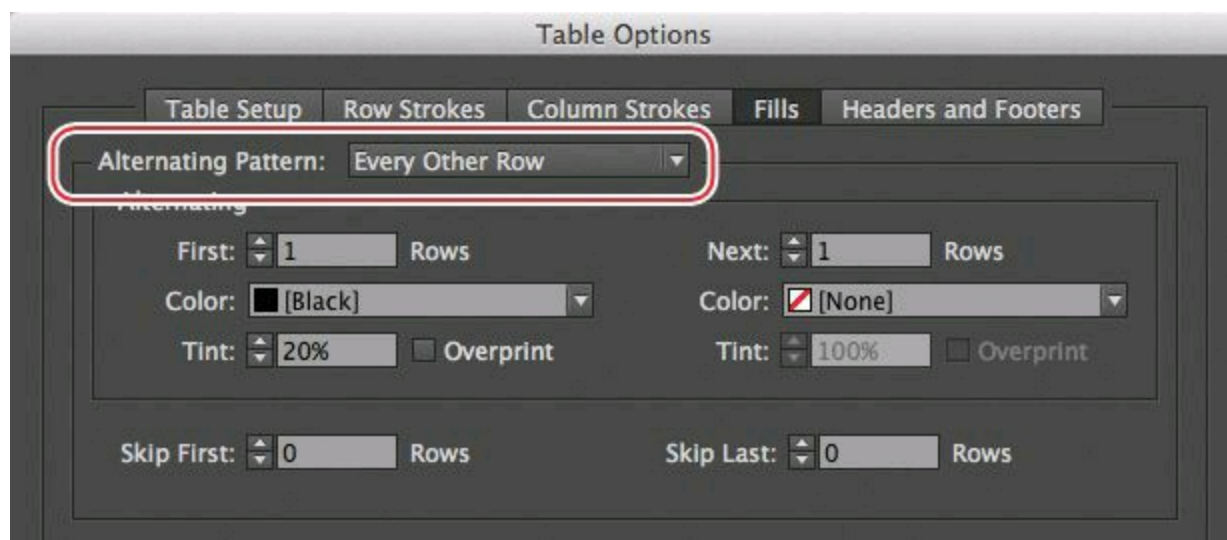 Table Options
Table Setup Row Strokes Column Strokes Fills Headers and Footers
Alternating Pattern: Every Other Row
Alternating
First: 1 Rows Next: 1 Rows
Color: [Black] Color: [None]
Tint: 20% Overprint Tint: 100% Overprint
Skip First: 0 Rows Skip Last: 0 Rows